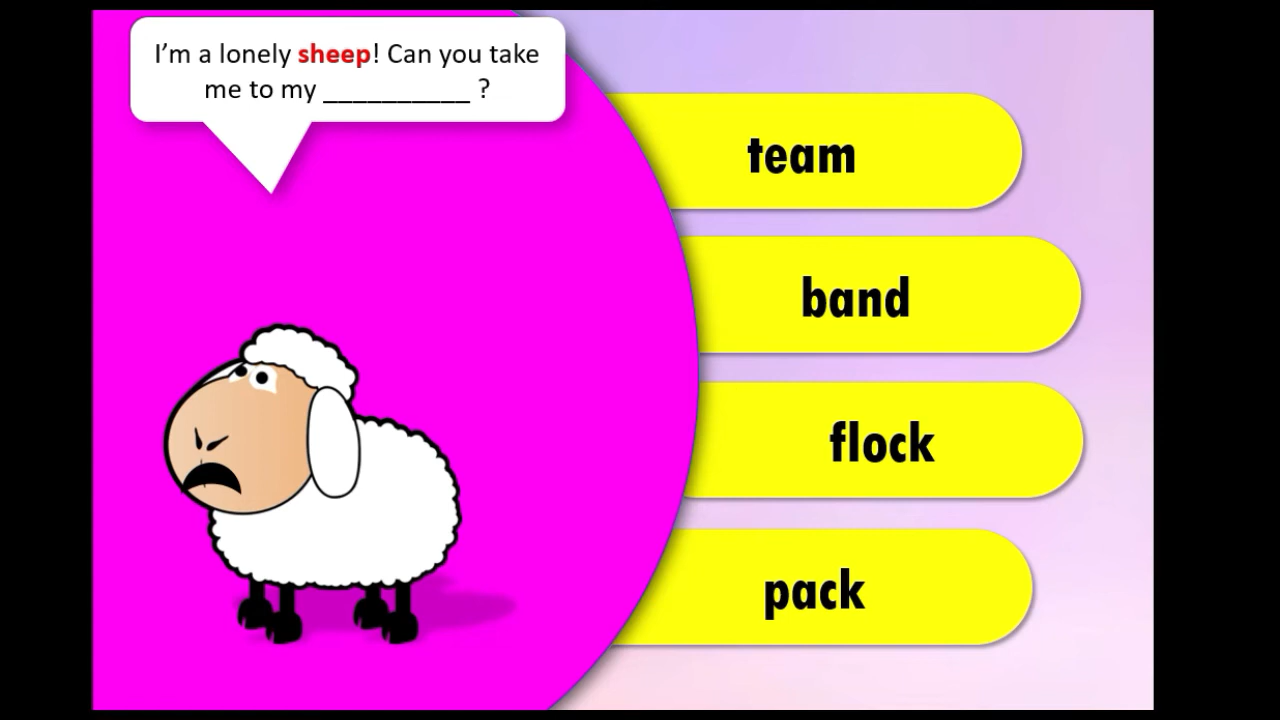 I’m a lonely sheep! Can you take
me to my __________ ?
team
band
flock
pack